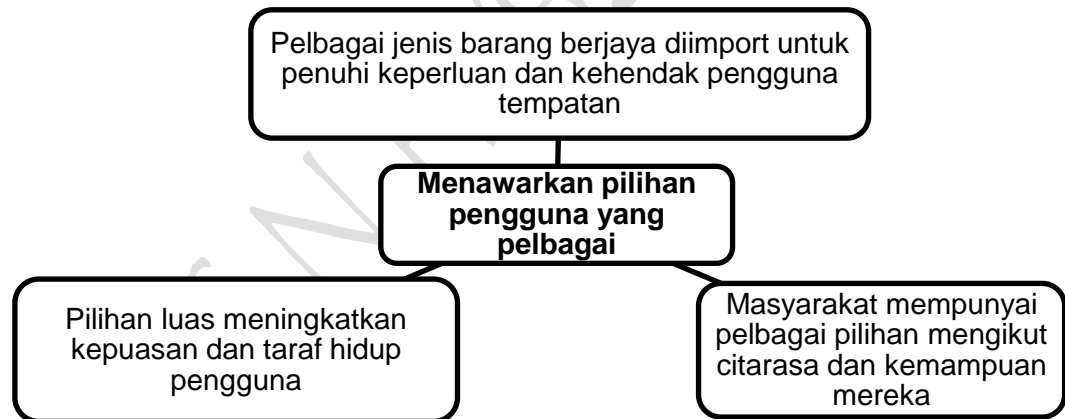 Pelbagai jenis barang berjaya diimport untuk
penuhi keperluan dan kehendak pengguna
tempatan
Menawarkan pilihan
pengguna yang
pelbagai
Pilihan luas meningkatkan
kepuasan dan taraf hidup
pengguna
Masyarakat mempunyai
pelbagai pilihan mengikut
citarasa dan kemampuan
mereka